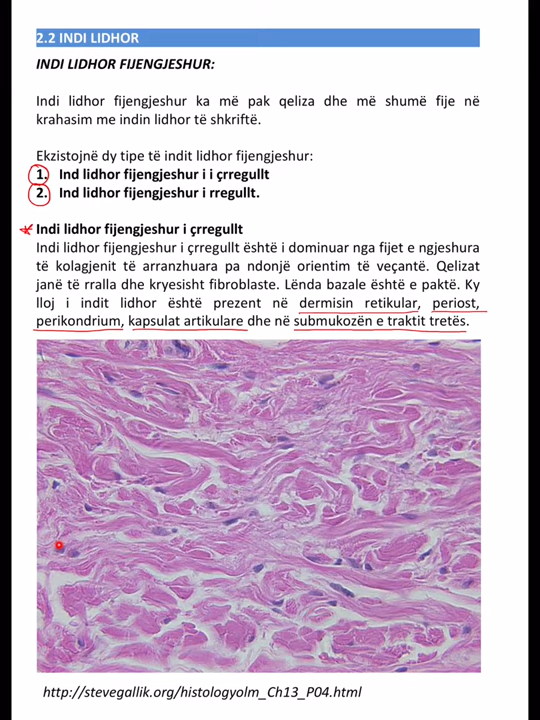 2.2 INDI LIDHOR
INDI LIDHOR FIJENGJESHUR:
Indi lidhor fijengjeshur ka më pak qeliza dhe më shumë fije në
krahasim me indin lidhor të shkriftë.
Ekzistojnë dy tipe të indit lidhor fijengjeshur:
1. Ind lidhor fijengjeshur i i çrregullt
2. Ind lidhor fijengjeshur i rregullt.
Indi lidhor fijengjeshur i çrregullt
Indi lidhor fijengjeshur i çrregullt është i dominuar nga fijet e ngjeshura
të kolagjenit të arranzhuara pa ndonjë orientim të veçantë. Qelizat
janë të rralla dhe kryesisht fibroblaste. Lënda bazale është e paktë. Ky
lloj i indit lidhor është prezent në dermisin retikular, periost,
perikondrium, kapsulat artikulare dhe në submukozën e traktit tretës.
http://stevegallik.org/histologyolm_Ch13_P04.html